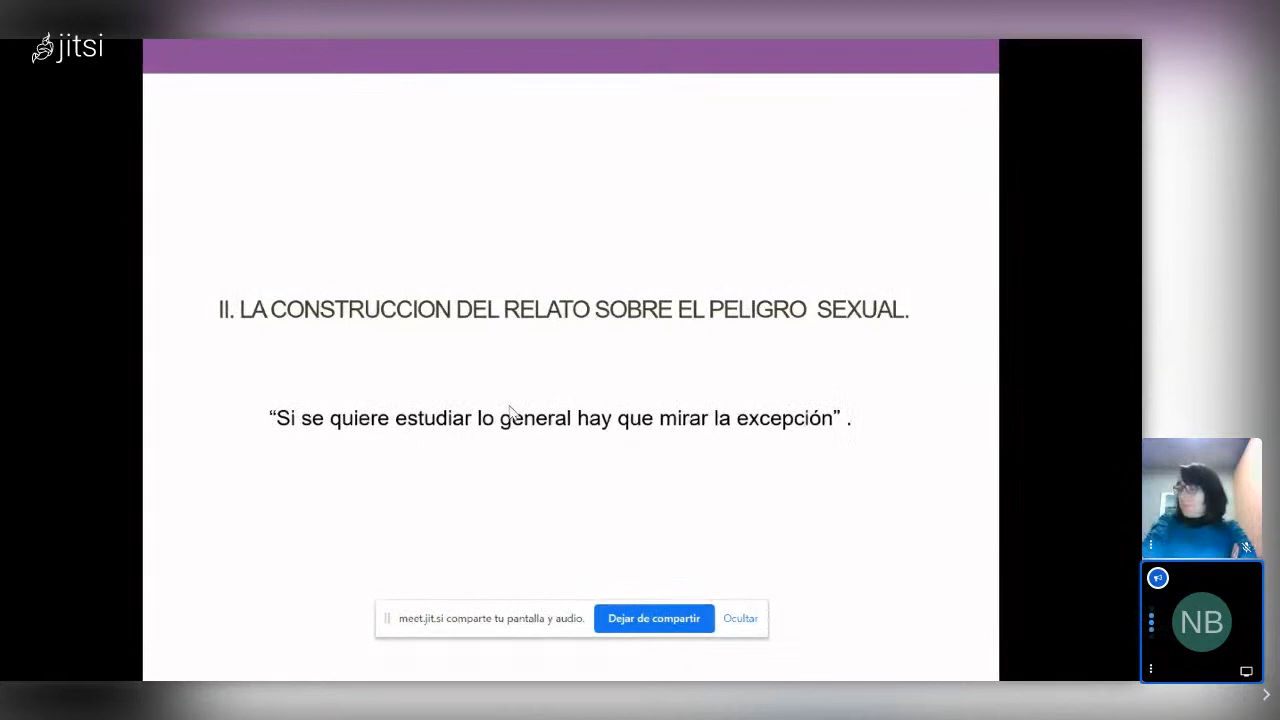 jitsi
II. LA CONSTRUCCION DEL RELATO SOBRE EL PELIGRO SEXUAL.
“Si se quiere estudiar lo general hay que mirar la excepción” .
meet.jit.si comparte tu pantalla y audio. Dejar de compartir Ocultar
NB